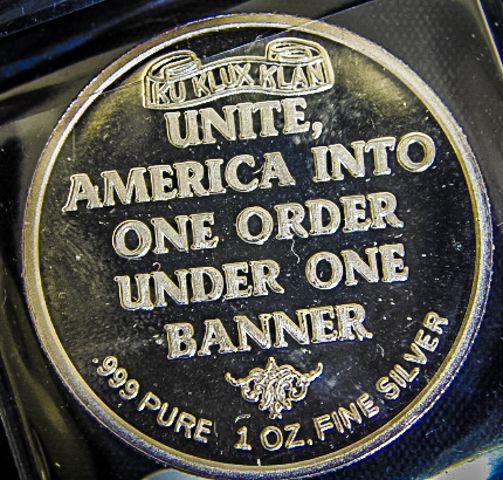 KU KLUX KLAN
UNITE,
AMERICA INTO
ONE ORDER
UNDER ONE
BANNER
.999 PURE 1 OZ. FINE SILVER